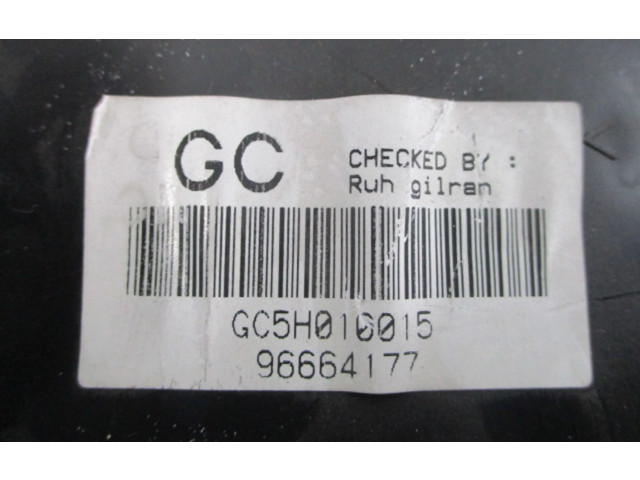 GC
CHECKED BY :
Ruh gilran
GC5H010015
96664177